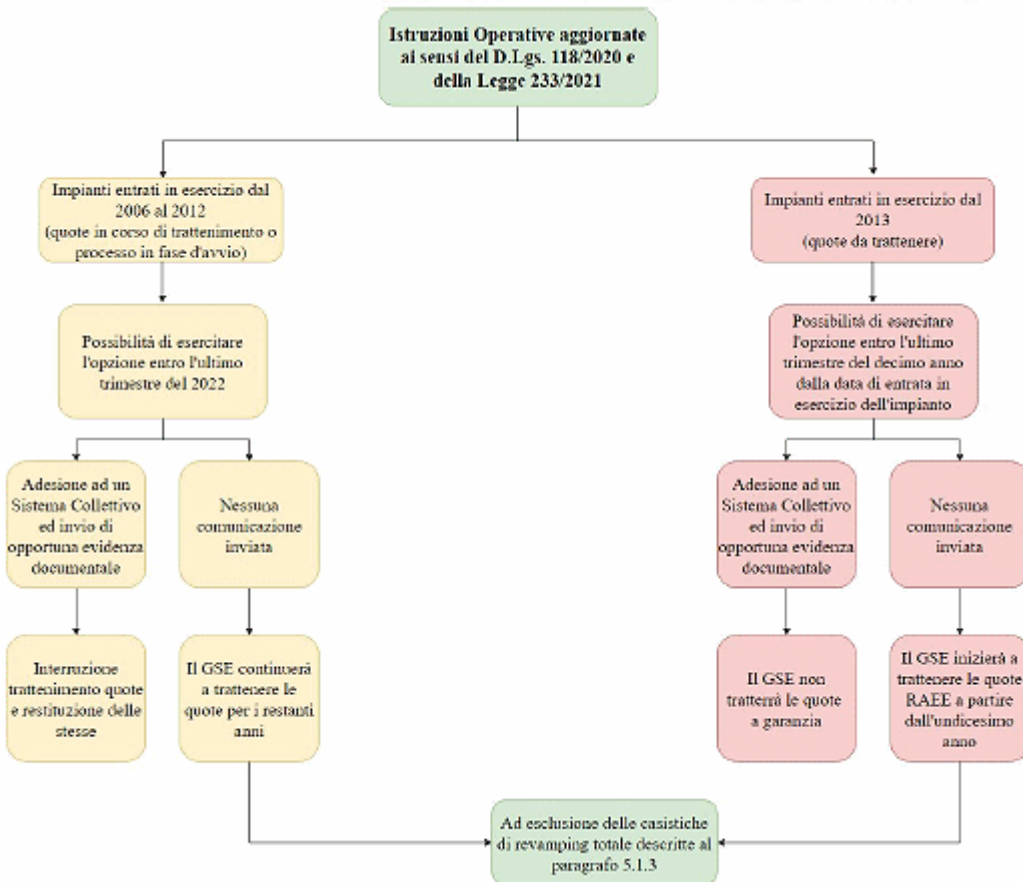 Istruzioni Operative aggiornate
ai sensi del D.Lgs. 118/2020 e
della Legge 233/2021
Impianti entrati in esercizio dal
2006 al 2012
(quote in corso di trattenimento o
processo in fase d'avvio)
Impianti entrati in esercizio dal
2013
(quote da trattenere)
Possibilità di esercitare
l'opzione entro l'ultimo
trimestre del 2022
Possibilità di esercitare
l'opzione entro l'ultimo
trimestre del decimo anno
dalla data di entrata in
esercizio dell'impianto
Adesione ad un
Sistema Collettivo
ed invio di
opportuna evidenza
documentale
Nessuna
comunicazione
inviata
Adesione ad un
Sistema Collettivo
ed invio di
opportuna evidenza
documentale
Nessuna
comunicazione
inviata
Interruzione
trattenimento quote
e restituzione delle
stesse
Il GSE continuerà
a trattenere le
quote per i restanti
anni
Il GSE non
tratterrà le quote
a garanzia
Il GSE inizierà a
trattenere le quote
RAEE a partire
dall'undicesimo
anno
Ad esclusione delle casistiche
di revamping totale descritte al
paragrafo 5.1.3